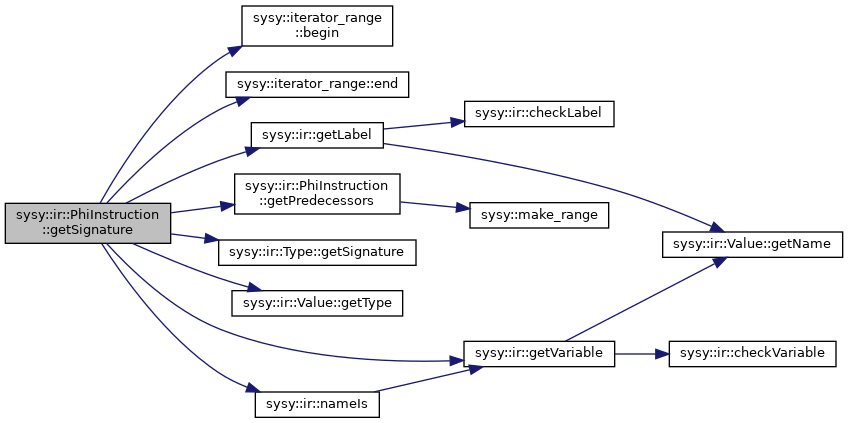 sysy::iterator_range
::begin
sysy::iterator_range::end
sysy::ir::checkLabel
sysy::ir::getLabel
sysy::ir::PhiInstruction
::getPredecessors
sysy::make_range
sysy::ir::PhiInstruction
::getSignature
sysy::ir::Value::getName
sysy::ir::Type::getSignature
sysy::ir::Value::getType
sysy::ir::getVariable
sysy::ir::checkVariable
sysy::ir::nameIs